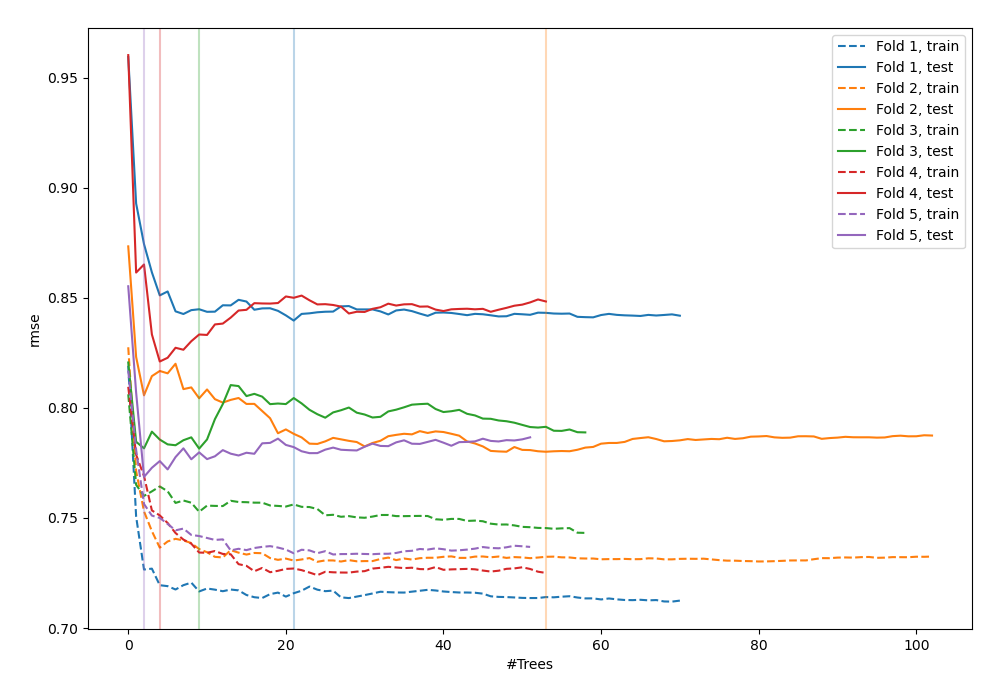 0.95
0.90
0.85
0.80
0.75
0.70
rmse
0 20 40 60 80 100
#Trees
Fold 1, train
Fold 1, test
Fold 2, train
Fold 2, test
Fold 3, train
Fold 3, test
Fold 4, train
Fold 4, test
Fold 5, train
Fold 5, test